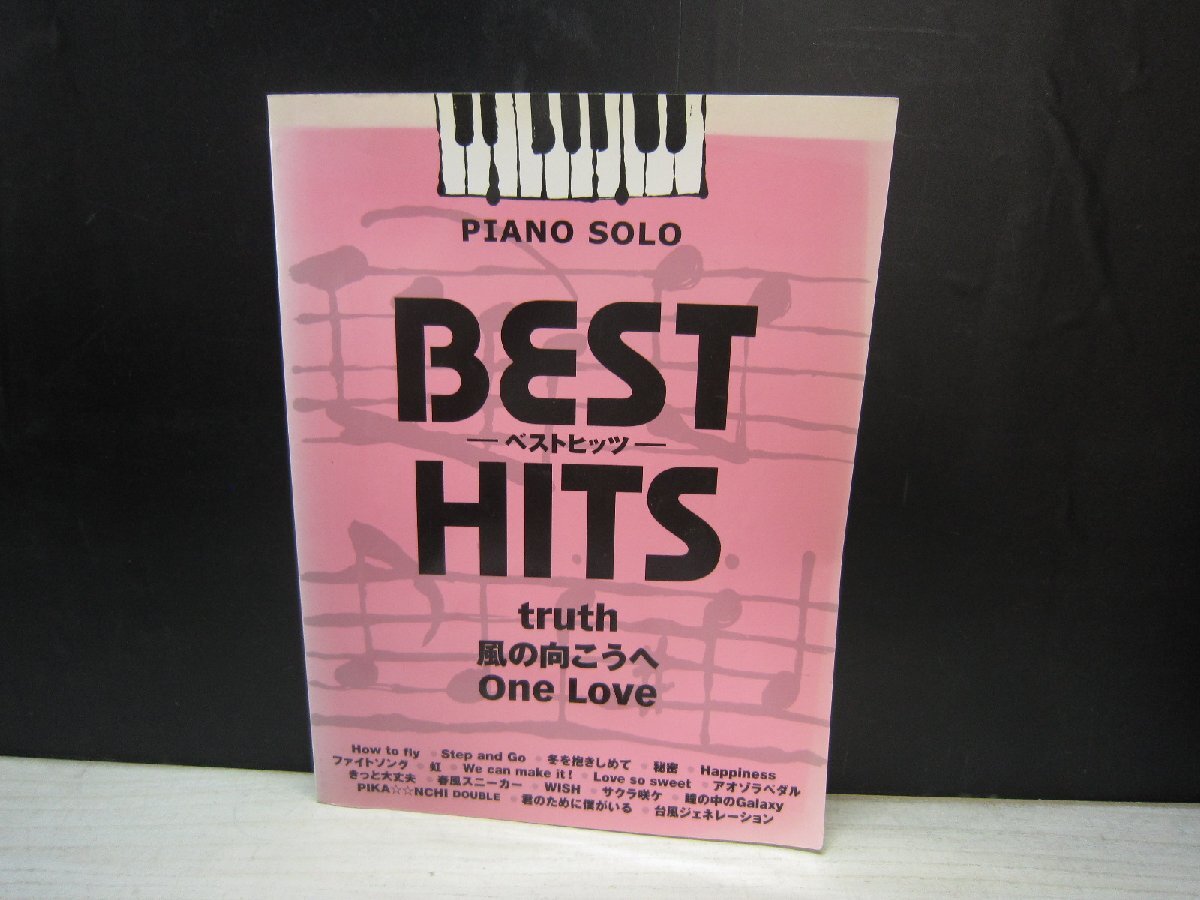 PIANO SOLO
BEST
ーベストヒッツー
HITS
truth
風の向こうへ
One Love
How to fly • Step and Go • 冬を抱きしめて • 秘密 • Happiness
ファイトソング • 虹 • We can make it! • Love so sweet • アオゾラペダル
きっと大丈夫 • 春風スニーカー • WISH • サクラ咲ケ • 瞳の中のGalaxy
PIKA☆☆NCHI DOUBLE • 君のために僕がいる • 台風ジェネレーション